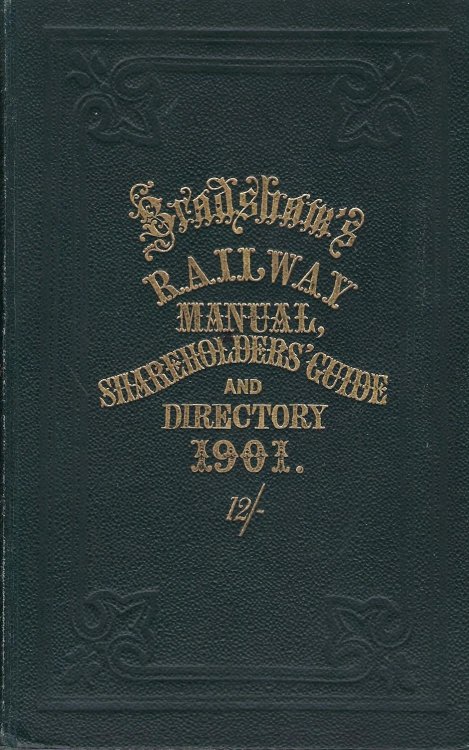 Bradshaw's
RAILWAY
MANUAL,
SHAREHOLDERS' GUIDE
AND
DIRECTORY
1901.
12/-